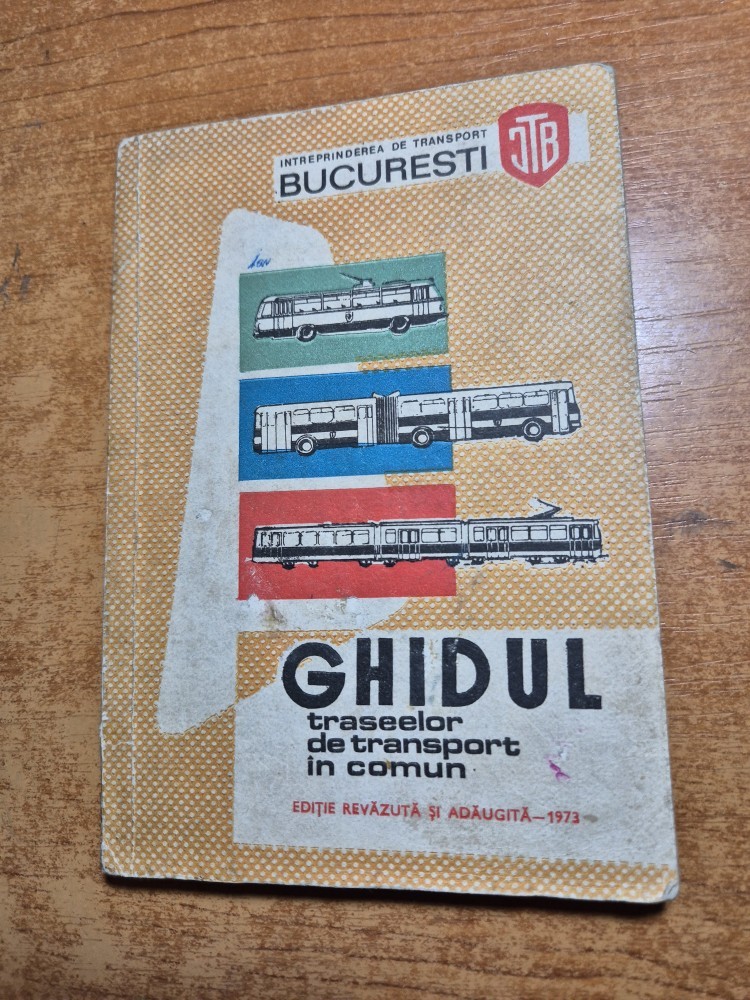 INTREPRINDEREA DE TRANSPORT
BUCURESTI
ITB
GHIDUL
traseelor
de transport
in comun
EDIȚIE REVĂZUTĂ ȘI ADĂUGITĂ—1973